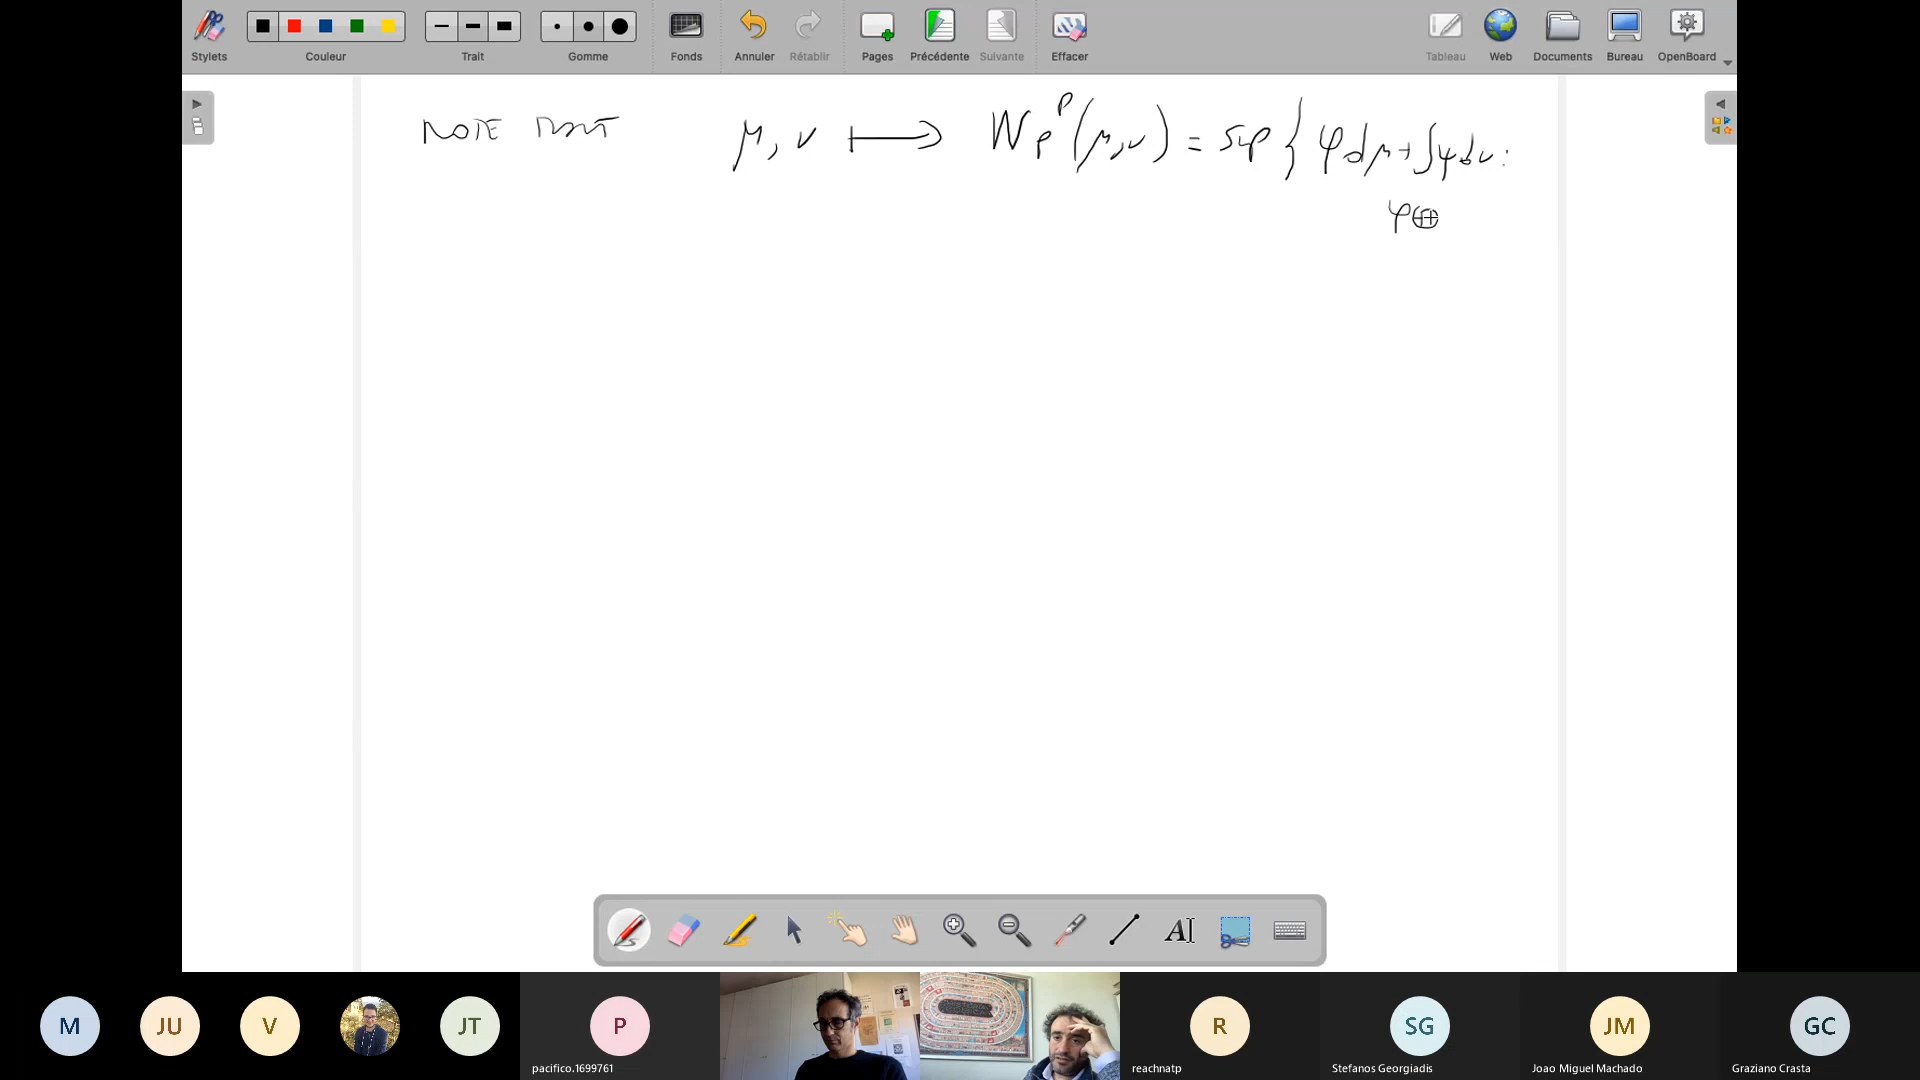 Stylets Couleur Trait Gomme Fonds Annuler Rétablir Pages Précédente Suivante Effacer Tableau Web Documents Bureau OpenBoard
NOTE THAT μ, ν ⟼ W_p^p(μ,ν) = sup { φdμ + ∫ψdν :
φ⊕
M JU V JT P R SG JM GC
pacifico.1699761 reachnatp Stefanos Georgiadis Joao Miguel Machado Graziano Crasta